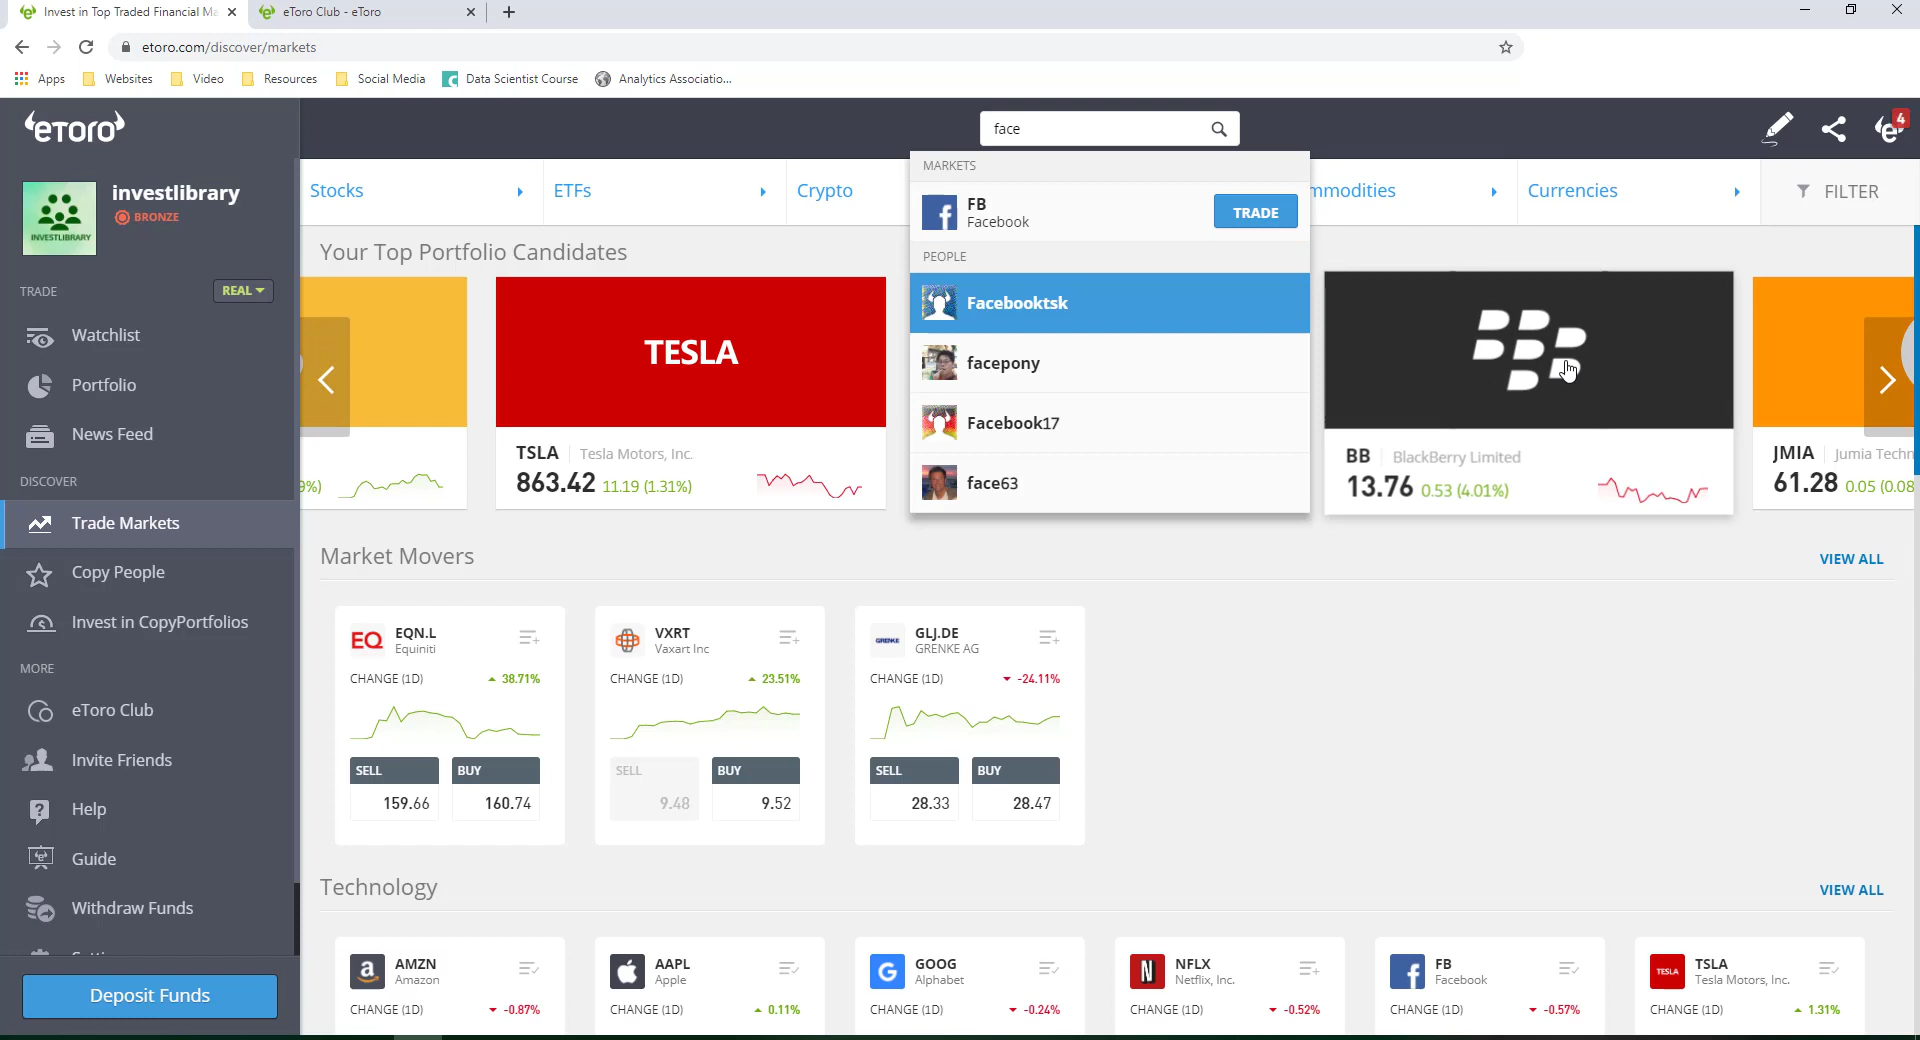 Invest in Top Traded Financial Ma
eToro Club - eToro
etoro.com/discover/markets
Apps
Websites
Video
Resources
Social Media
Data Scientist Course
Analytics Associatio...
eTORO
face
4
investlibrary
BRONZE
INVESTLIBRARY
TRADE
REAL
Watchlist
Portfolio
News Feed
DISCOVER
Trade Markets
Copy People
Invest in CopyPortfolios
MORE
eToro Club
Invite Friends
Help
Guide
Withdraw Funds
Deposit Funds
Stocks
ETFs
Crypto
mmodities
Currencies
FILTER
MARKETS
FB
Facebook
TRADE
PEOPLE
Facebooktsk
facepony
Facebook17
face63
Your Top Portfolio Candidates
9%)
TESLA
TSLA
Tesla Motors, Inc.
863.42 11.19 (1.31%)
BB
BlackBerry Limited
13.76 0.53 (4.01%)
JMIA
Jumia Techn
61.28 0.05 (0.08
Market Movers
VIEW ALL
EQ
EQN.L
Equiniti
CHANGE (1D)
38.71%
SELL
BUY
159.66
160.74
VXRT
Vaxart Inc
CHANGE (1D)
23.51%
SELL
BUY
9.48
9.52
GRENKE
GLJ.DE
GRENKE AG
CHANGE (1D)
-24.11%
SELL
BUY
28.33
28.47
Technology
VIEW ALL
AMZN
Amazon
CHANGE (1D)
-0.87%
AAPL
Apple
CHANGE (1D)
0.11%
GOOG
Alphabet
CHANGE (1D)
-0.24%
NFLX
Netflix, Inc.
CHANGE (1D)
-0.52%
FB
Facebook
CHANGE (1D)
-0.57%
TESLA
TSLA
Tesla Motors, Inc.
CHANGE (1D)
1.31%